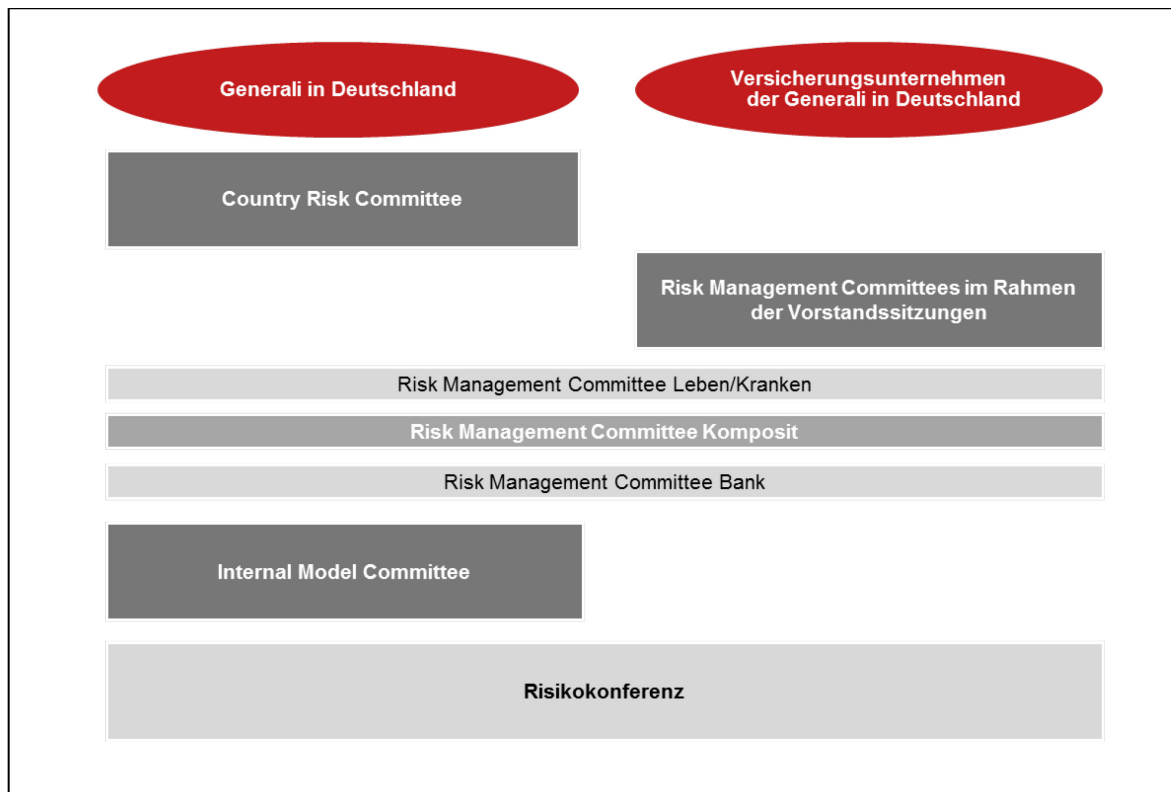 Generali in Deutschland
Versicherungsunternehmen
der Generali in Deutschland
Country Risk Committee
Risk Management Committees im Rahmen
der Vorstandssitzungen
Risk Management Committee Leben/Kranken
Risk Management Committee Komposit
Risk Management Committee Bank
Internal Model Committee
Risikokonferenz